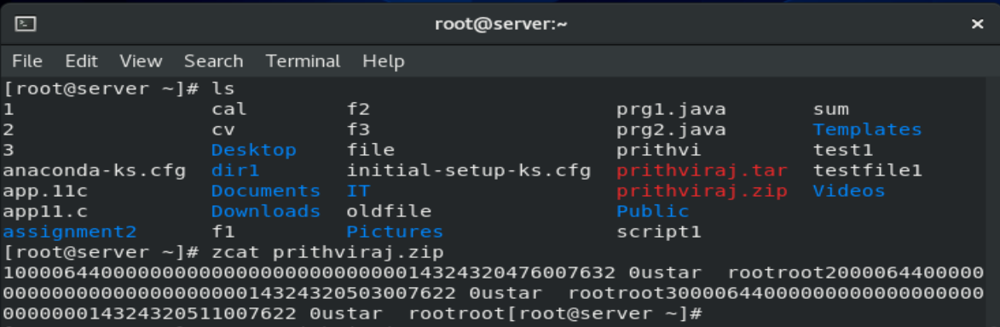 root@server:~
File Edit View Search Terminal Help
[root@server ~]# ls
1 cal f2 prg1.java sum
2 cv f3 prg2.java Templates
3 Desktop file prithvi test1
anaconda-ks.cfg dir1 initial-setup-ks.cfg prithviraj.tar testfile1
app.11c Documents IT prithviraj.zip Videos
app11.c Downloads oldfile Public
assignment2 f1 Pictures script1
[root@server ~]# zcat prithviraj.zip
10000644000000000000000000000000014324320476007632 0ustar  rootroot2000064400000
000000000000000000014324320503007622 0ustar  rootroot300006440000000000000000000
0000000014324320511007622 0ustar  rootroot[root@server ~]#